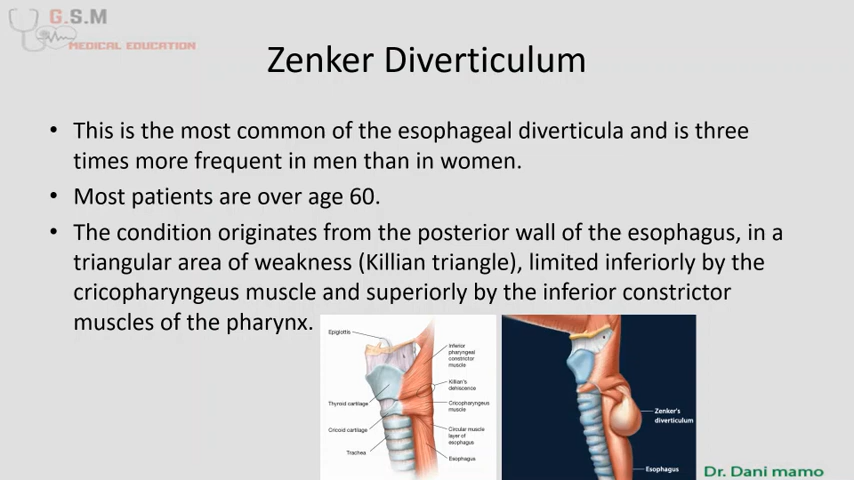 G.S.M
MEDICAL EDUCATION
Zenker Diverticulum
• This is the most common of the esophageal diverticula and is three
times more frequent in men than in women.
• Most patients are over age 60.
• The condition originates from the posterior wall of the esophagus, in a
triangular area of weakness (Killian triangle), limited inferiorly by the
cricopharyngeus muscle and superiorly by the inferior constrictor
muscles of the pharynx.
Epiglottis
Thyroid cartilage
Cricoid cartilage
Trachea
Inferior
pharyngeal
constrictor
muscle
Killian's
dehiscence
Cricopharyngeus
muscle
Circular muscle
layer of
esophagus
Esophagus
Zenker's
diverticulum
Esophagus
Dr. Dani mamo